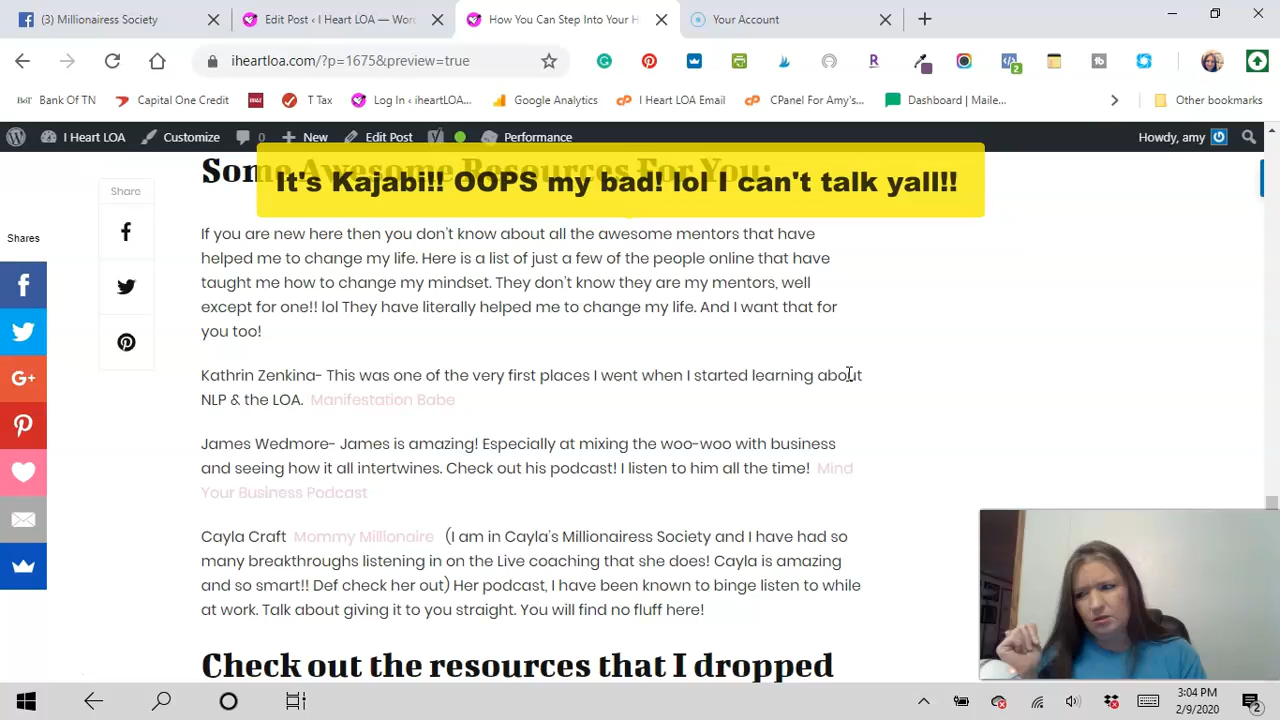 (3) Millionairess Society
Edit Post ‹ I Heart LOA — Wor
How You Can Step Into Your H
Your Account
iheartloa.com/?p=1675&preview=true
Bank Of TN
Capital One Credit
T Tax
Log In ‹ iheartLOA...
Google Analytics
I Heart LOA Email
CPanel For Amy's...
Dashboard | Maile...
Other bookmarks
I Heart LOA
Customize
0
New
Edit Post
Performance
Howdy, amy
Some Awesome Resources For You:
It's Kajabi!! OOPS my bad! lol I can't talk yall!!
Share
Shares
If you are new here then you don't know about all the awesome mentors that have
helped me to change my life. Here is a list of just a few of the people online that have
taught me how to change my mindset. They don't know they are my mentors, well
except for one!! lol They have literally helped me to change my life. And I want that for
you too!
Kathrin Zenkina- This was one of the very first places I went when I started learning about
NLP & the LOA. Manifestation Babe
James Wedmore- James is amazing! Especially at mixing the woo-woo with business
and seeing how it all intertwines. Check out his podcast! I listen to him all the time! Mind
Your Business Podcast
Cayla Craft Mommy Millionaire (I am in Cayla's Millionairess Society and I have had so
many breakthroughs listening in on the Live coaching that she does! Cayla is amazing
and so smart!! Def check her out) Her podcast, I have been known to binge listen to while
at work. Talk about giving it to you straight. You will find no fluff here!
Check out the resources that I dropped
3:04 PM
2/9/2020
2